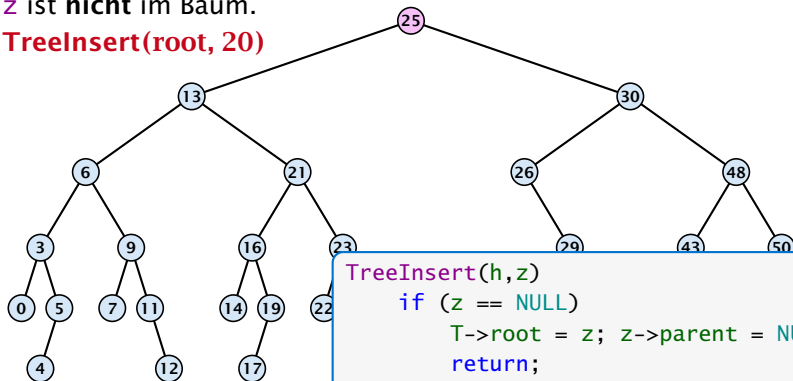 z ist nicht im Baum.
TreeInsert(root, 20)
25
13 30
6 21 26 48
3 9 16 23 29 43 50
0 5 7 11 14 19 22
4 12 17
TreeInsert(h,z)
if (z == NULL)
T->root = z; z->parent = NU
return;